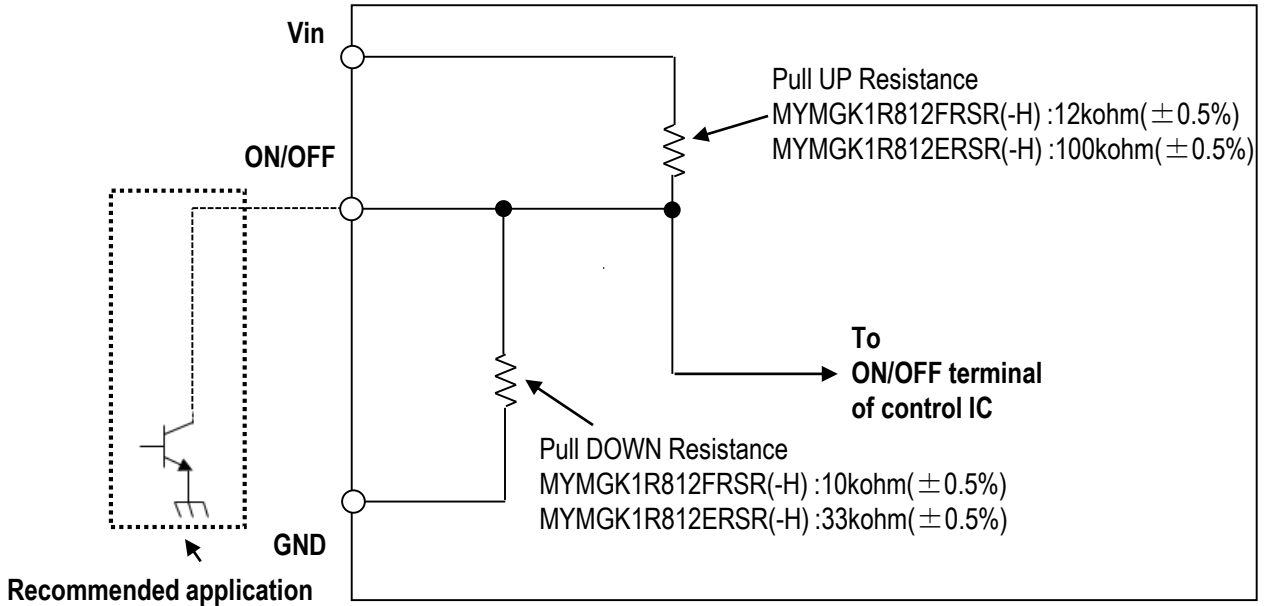 Vin
Pull UP Resistance
MYMGK1R812FRSR(-H) :12kohm(±0.5%)
MYMGK1R812ERSR(-H) :100kohm(±0.5%)
ON/OFF
To
ON/OFF terminal
of control IC
Pull DOWN Resistance
MYMGK1R812FRSR(-H) :10kohm(±0.5%)
MYMGK1R812ERSR(-H) :33kohm(±0.5%)
GND
Recommended application